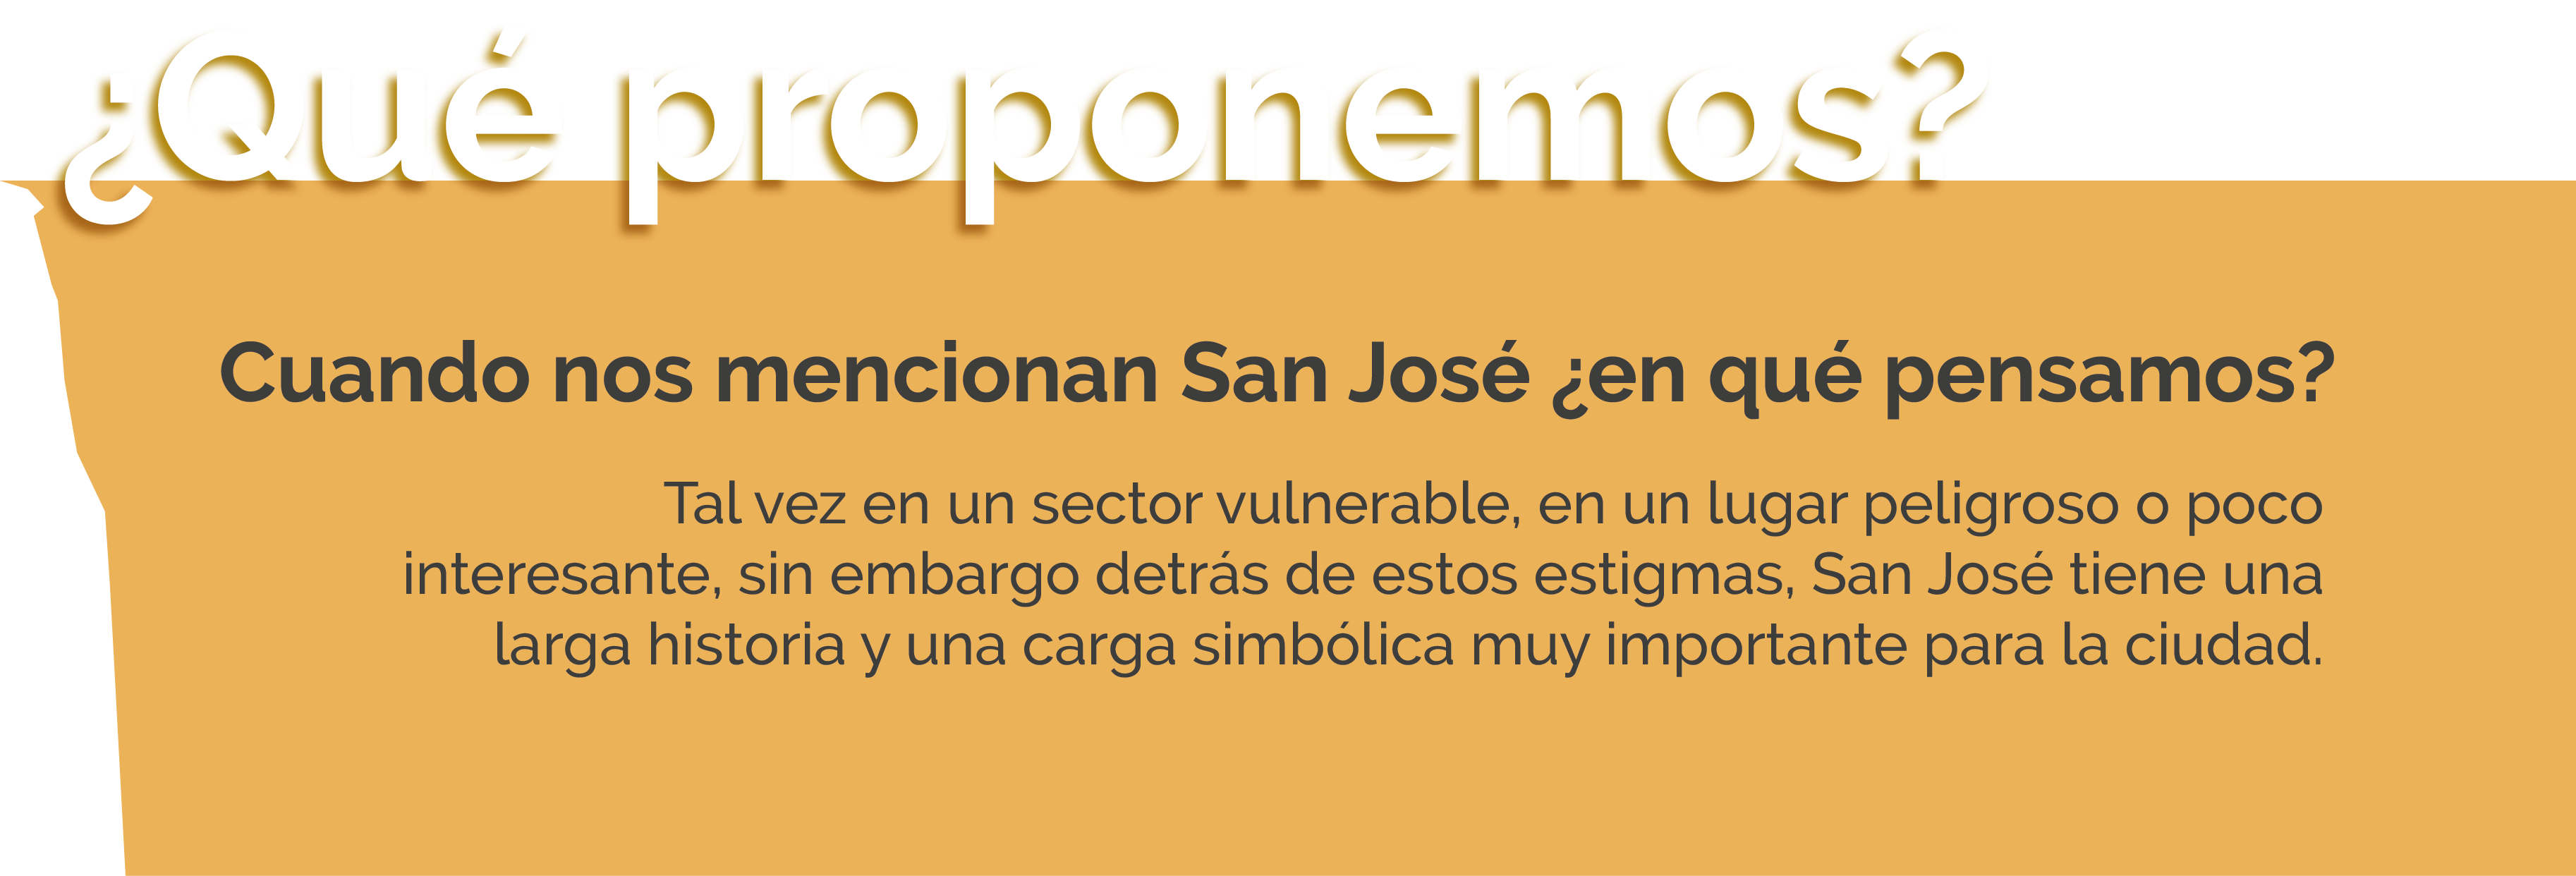 ¿Qué proponemos?
Cuando nos mencionan San José ¿en qué pensamos?
Tal vez en un sector vulnerable, en un lugar peligroso o poco
interesante, sin embargo detrás de estos estigmas, San José tiene una
larga historia y una carga simbólica muy importante para la ciudad.